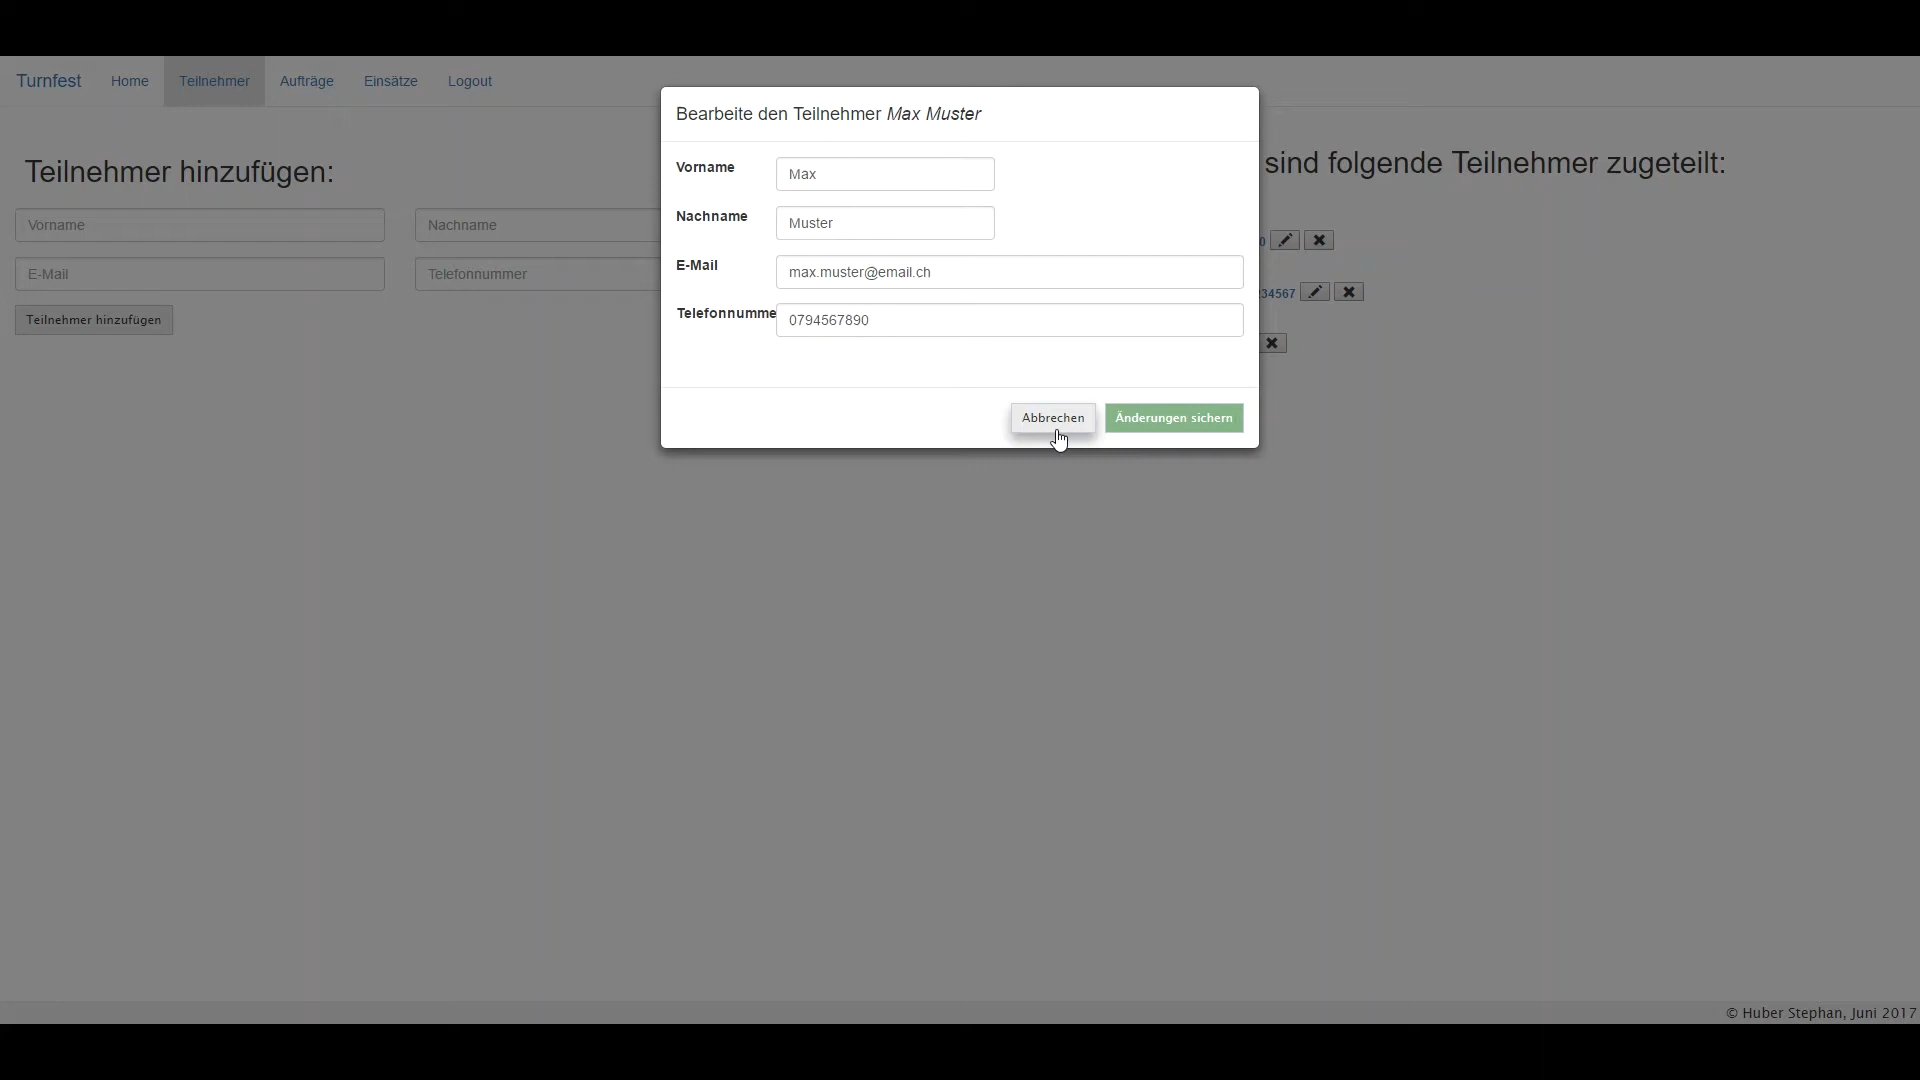 Turnfest Home Teilnehmer Aufträge Einsätze Logout
Bearbeite den Teilnehmer Max Muster
Vorname Max
Nachname Muster
E-Mail max.muster@email.ch
Telefonnumme 0794567890
Abbrechen Änderungen sichern
Teilnehmer hinzufügen:
Vorname Nachname
E-Mail Telefonnummer
Teilnehmer hinzufügen
sind folgende Teilnehmer zugeteilt:
0
34567
© Huber Stephan, Juni 2017